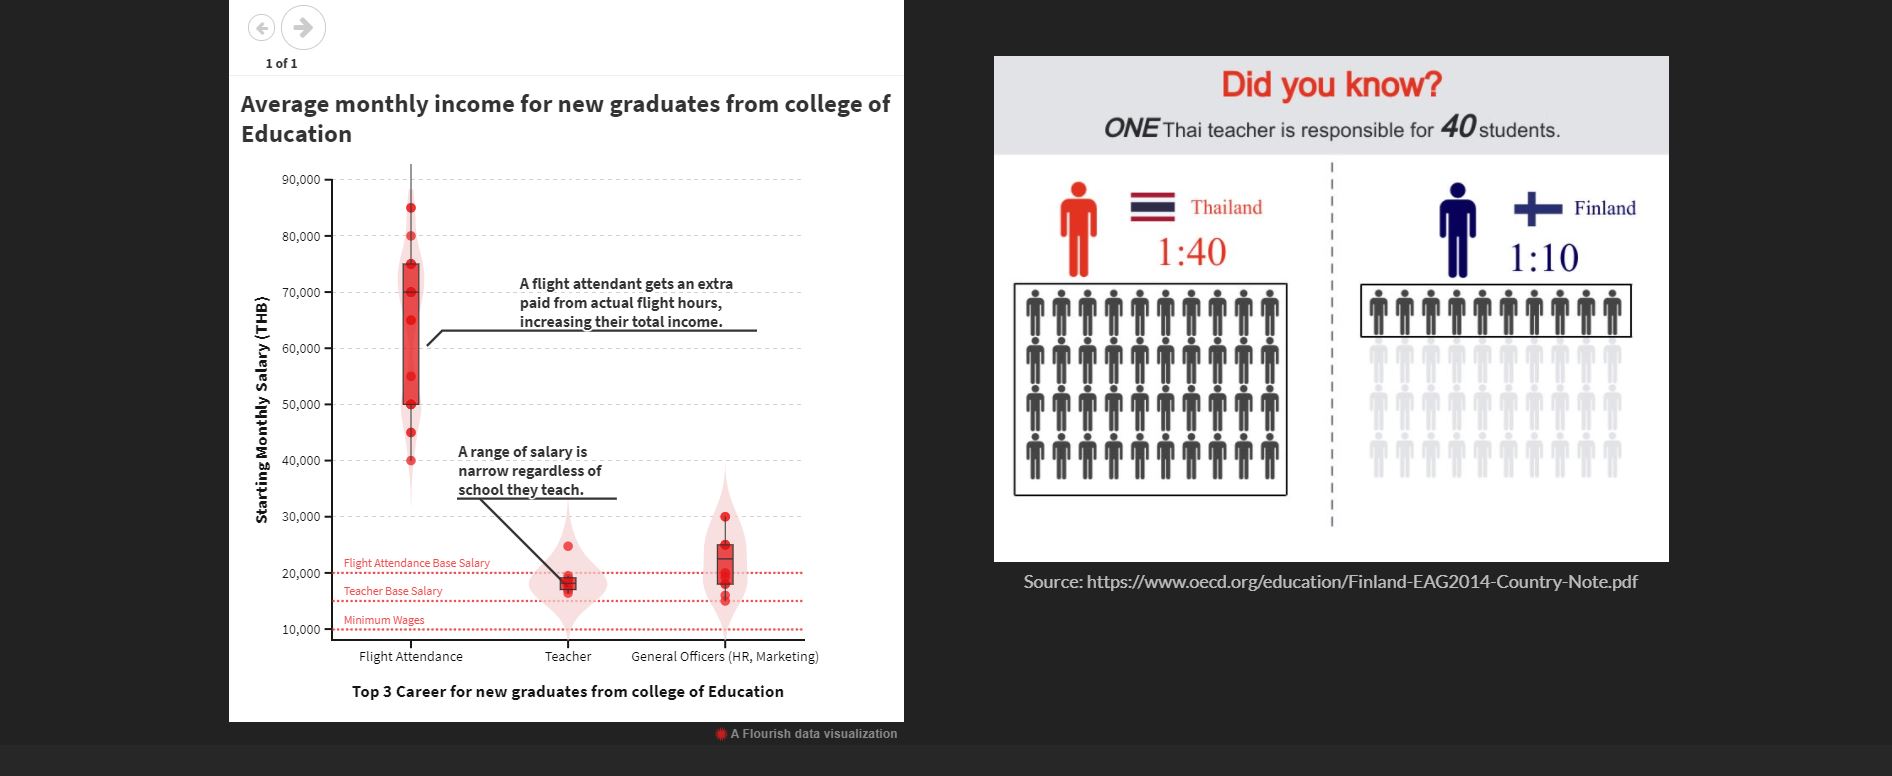 1 of 1
Average monthly income for new graduates from college of
Education
Starting Monthly Salary (THB)
90,000
80,000
70,000
60,000
50,000
40,000
30,000
20,000
10,000
A flight attendant gets an extra
paid from actual flight hours,
increasing their total income.
A range of salary is
narrow regardless of
school they teach.
Flight Attendance Base Salary
Teacher Base Salary
Minimum Wages
Flight Attendance
Teacher
General Officers (HR, Marketing)
Top 3 Career for new graduates from college of Education
A Flourish data visualization
Did you know?
ONE Thai teacher is responsible for 40 students.
Thailand
1:40
Finland
1:10
Source: https://www.oecd.org/education/Finland-EAG2014-Country-Note.pdf